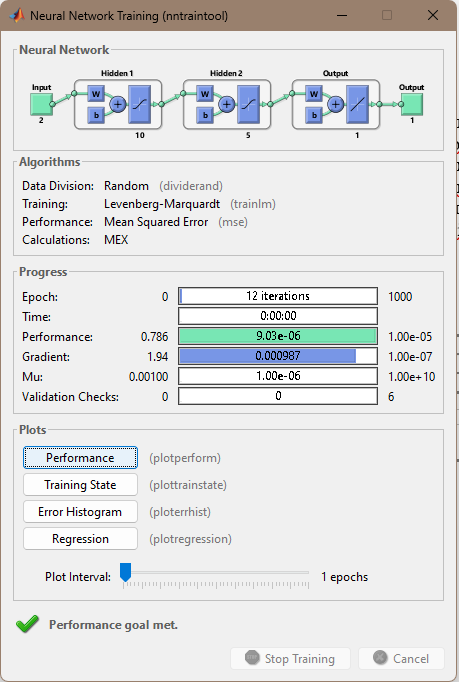 Neural Network Training (nntraintool)
Neural Network
Hidden 1 Hidden 2 Output
Input Output
W W W
b b b
+ + +
2 1
10 5 1
Algorithms
Data Division: Random (dividerand)
Training: Levenberg-Marquardt (trainlm)
Performance: Mean Squared Error (mse)
Calculations: MEX
Progress
Epoch: 0 12 iterations 1000
Time: 0:00:00
Performance: 0.786 9.03e-06 1.00e-05
Gradient: 1.94 0.000987 1.00e-07
Mu: 0.00100 1.00e-06 1.00e+10
Validation Checks: 0 0 6
Plots
Performance (plotperform)
Training State (plottrainstate)
Error Histogram (ploterrhist)
Regression (plotregression)
Plot Interval: 1 epochs
Performance goal met.
Stop Training Cancel